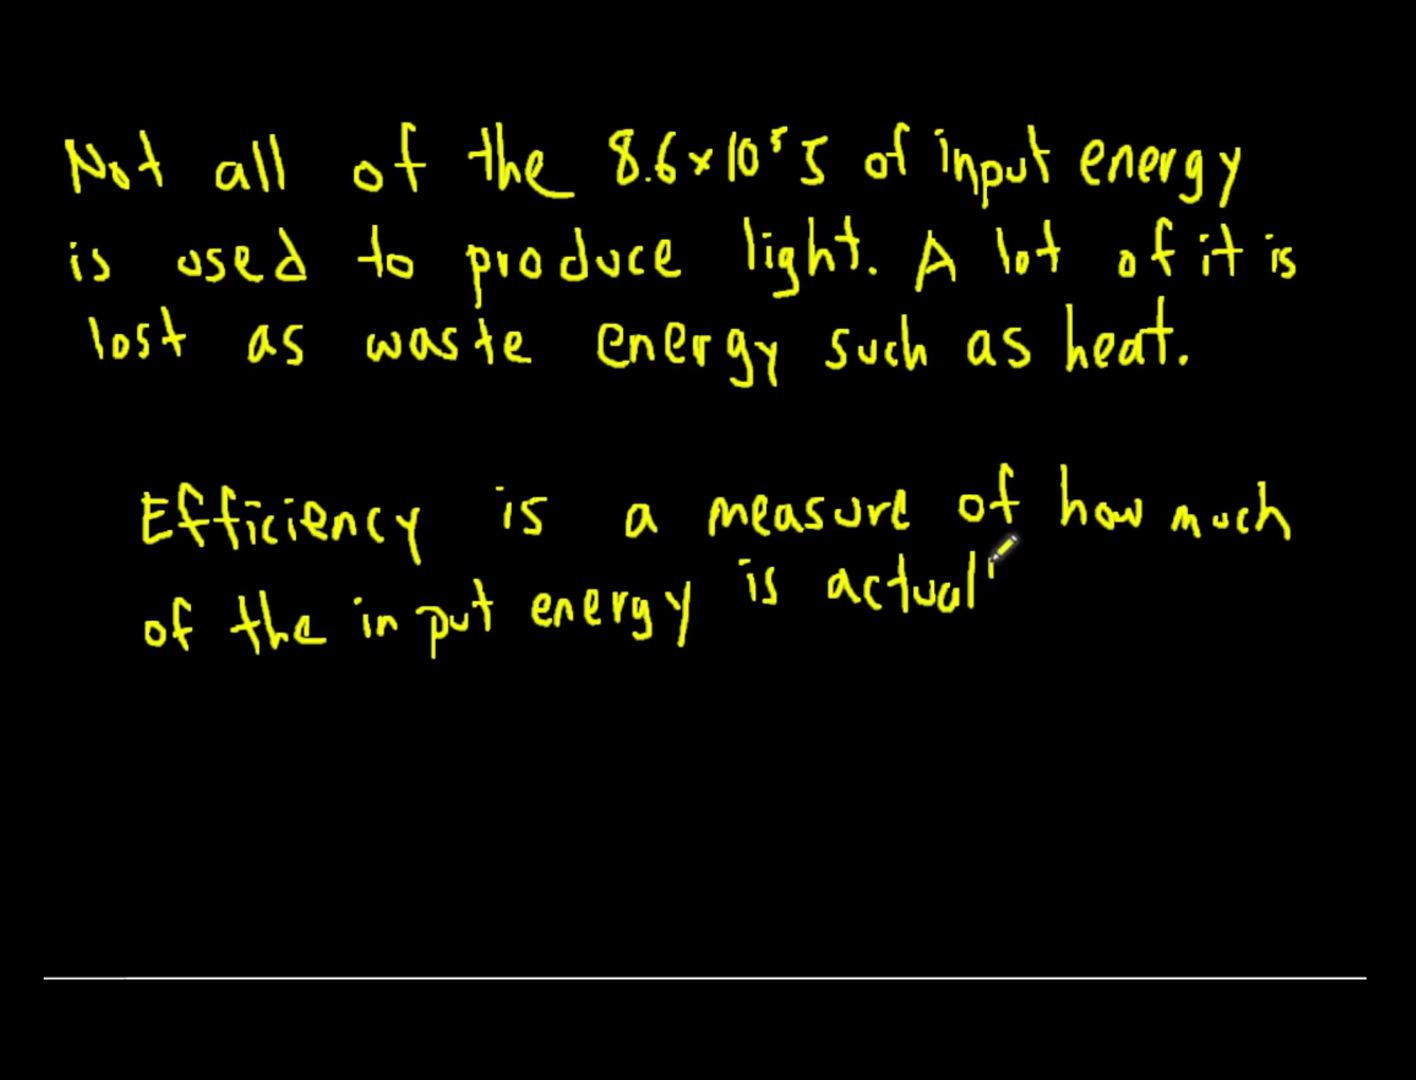 Not all of the 8.6×10⁵ J of input energy
is used to produce light. A lot of it is
lost as waste energy such as heat.
Efficiency is a measure of how much
of the input energy is actual